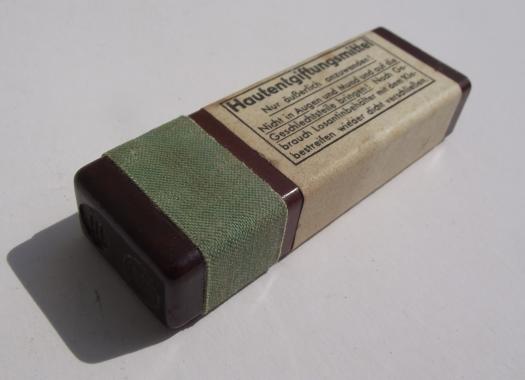 Hautentgiftungsmittel
Nur äußerlich anzuwenden!
Nicht in Augen und Mund und auf die
Geschlechtsteile bringen! Nach Ge-
brauch Losantinbehälter mit dem Kle-
bestreifen wieder dicht verschließen